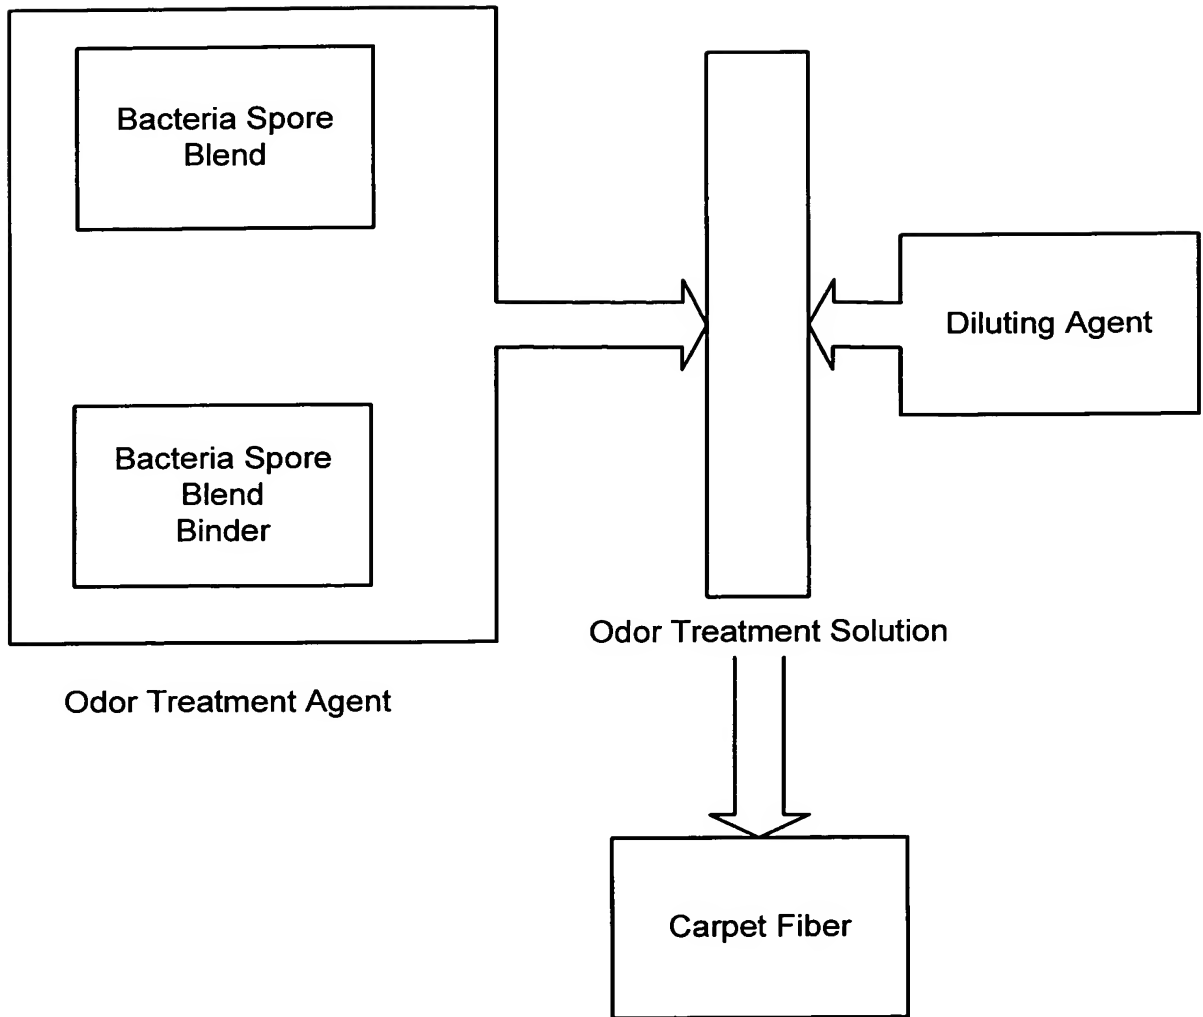 Bacteria Spore
Blend
Bacteria Spore
Blend
Binder
Odor Treatment Agent
Diluting Agent
Odor Treatment Solution
Carpet Fiber